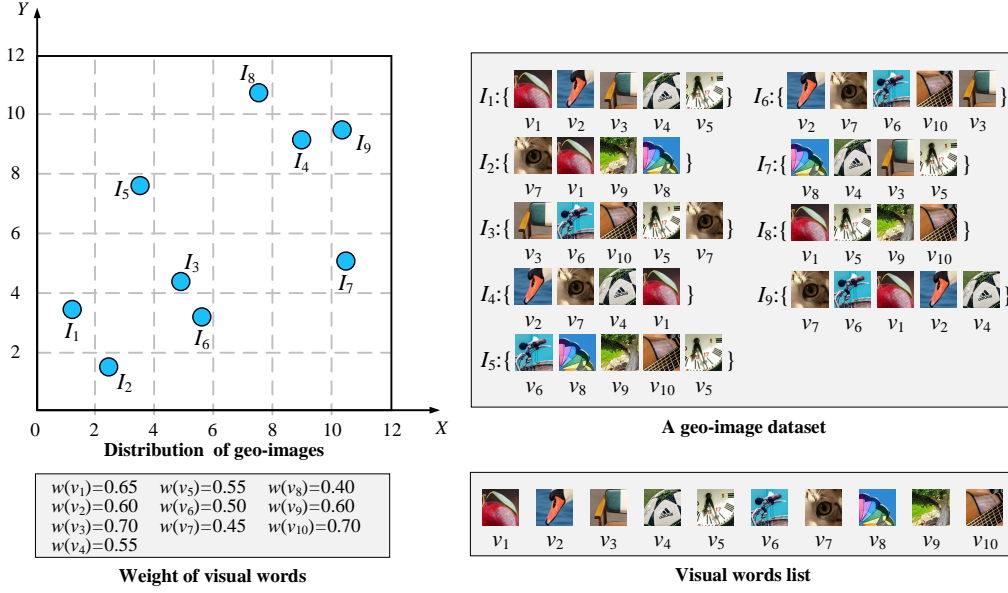 Y
12
10
8
6
4
2
0 2 4 6 8 10 12 X
I1
I2
I3
I4
I5
I6
I7
I8
I9
Distribution of geo-images
w(v1)=0.65 w(v5)=0.55 w(v8)=0.40
w(v2)=0.60 w(v6)=0.50 w(v9)=0.60
w(v3)=0.70 w(v7)=0.45 w(v10)=0.70
w(v4)=0.55
Weight of visual words
I1:{ }
v1 v2 v3 v4 v5
I2:{ }
v7 v1 v9 v8
I3:{ }
v3 v6 v10 v5 v7
I4:{ }
v2 v7 v4 v1
I5:{ }
v6 v8 v9 v10 v5
I6:{ }
v2 v7 v6 v10 v3
I7:{ }
v8 v4 v3 v5
I8:{ }
v1 v5 v9 v10
I9:{ }
v7 v6 v1 v2 v4
A geo-image dataset
adidas
v1 v2 v3 v4 v5 v6 v7 v8 v9 v10
Visual words list